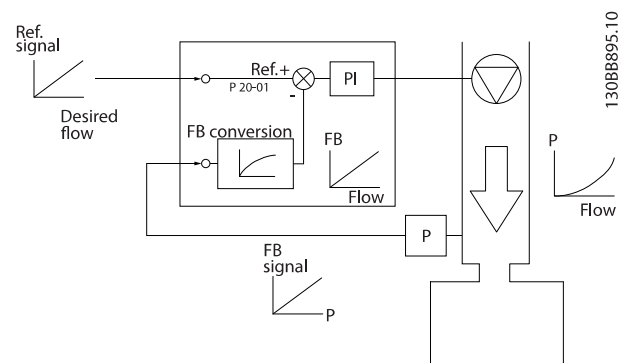 Ref.
signal
Desired
flow
Ref.+
P 20-01
-
PI
FB conversion
FB
Flow
P
FB
signal
P
P
Flow
130BB895.10